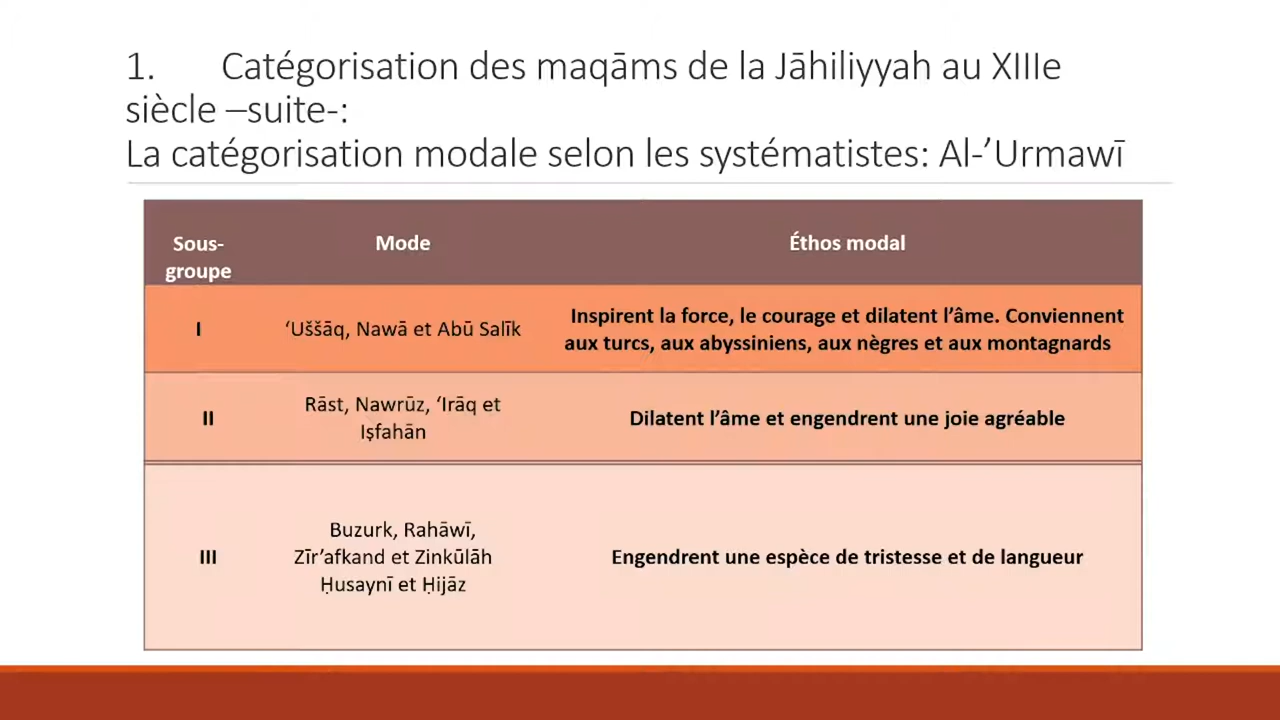 1. Catégorisation des maqāms de la Jāhiliyyah au XIIIe
siècle –suite-:
La catégorisation modale selon les systématistes: Al-’Urmawī
Sous-
groupe
Mode
Éthos modal
I
‘Uššāq, Nawā et Abū Salīk
Inspirent la force, le courage et dilatent l’âme. Conviennent
aux turcs, aux abyssiniens, aux nègres et aux montagnards
II
Rāst, Nawrūz, ‘Irāq et
Iṣfahān
Dilatent l’âme et engendrent une joie agréable
III
Buzurk, Rahāwī,
Zīr’afkand et Zinkūlāh
Ḥusaynī et Ḥijāz
Engendrent une espèce de tristesse et de langueur